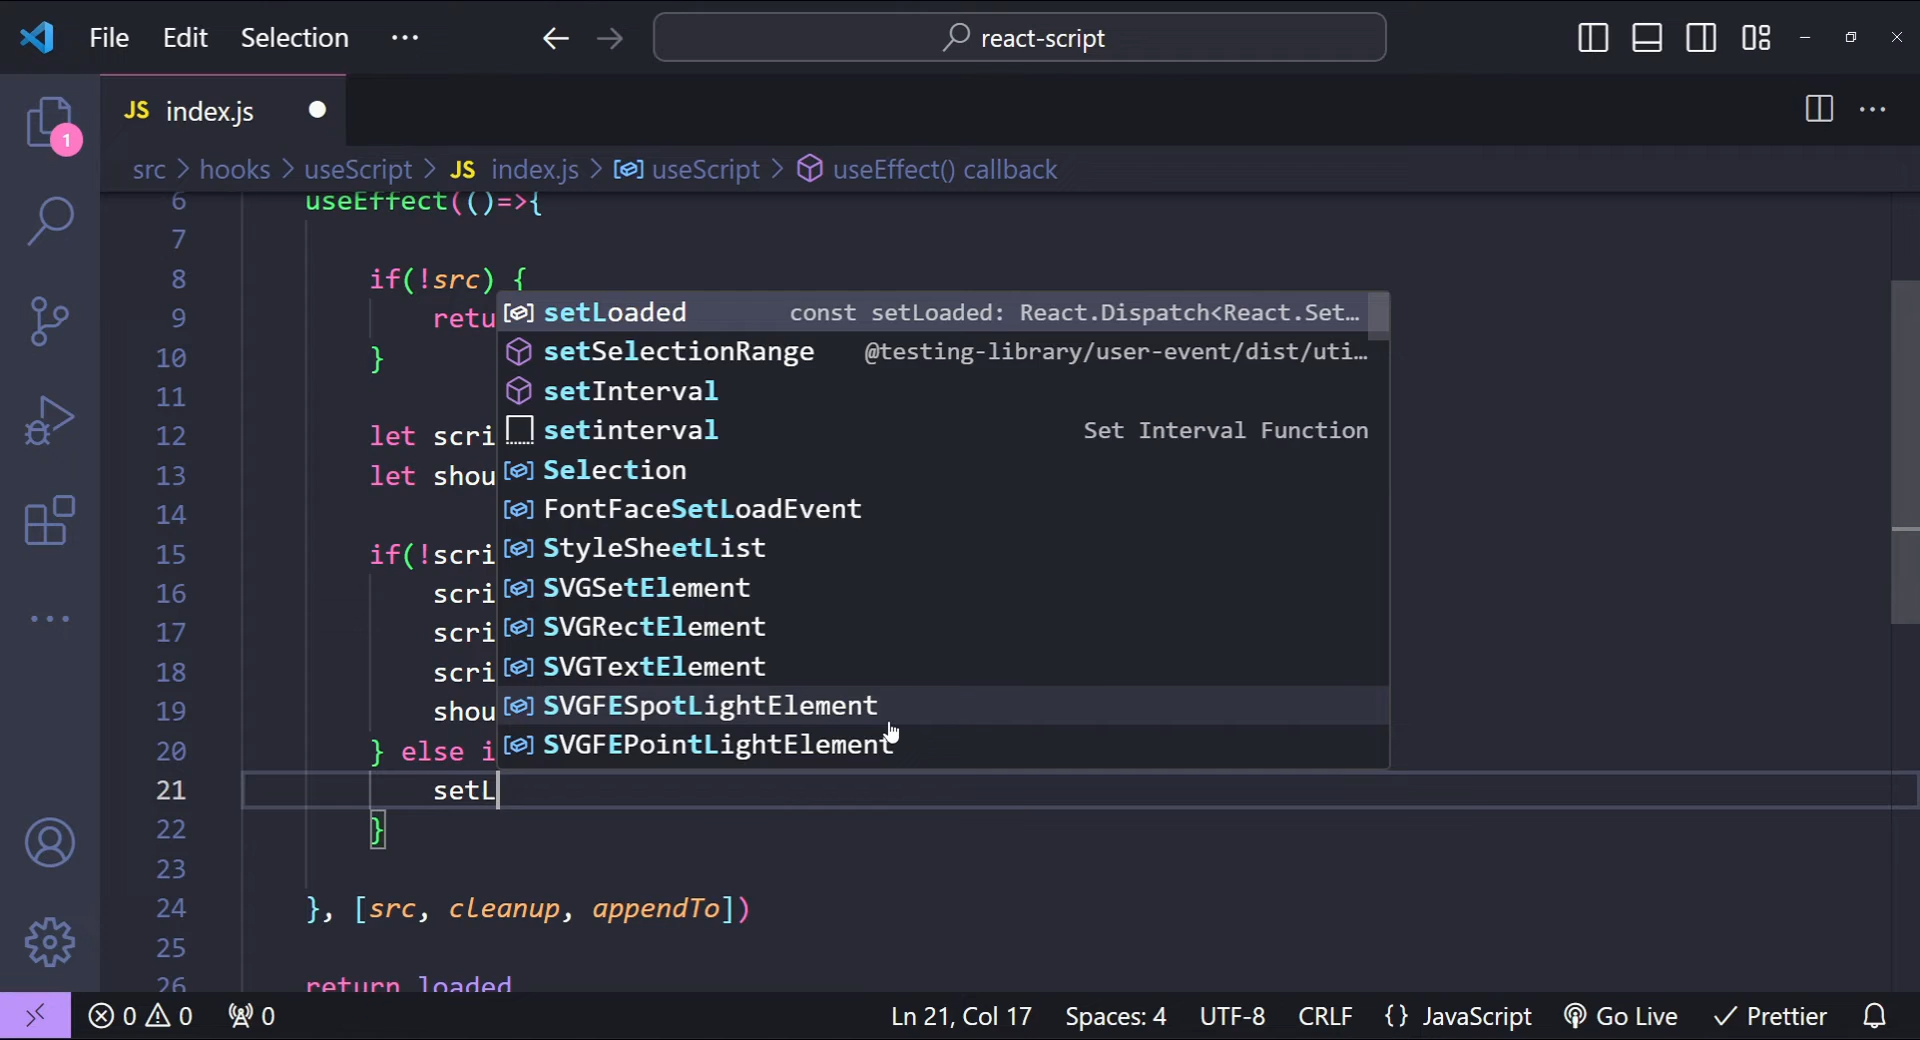 File Edit Selection ··· react-script
JS index.js
1
src > hooks > useScript > JS index.js > useScript > useEffect() callback
6 useEffect(()=>{
7
8 if(!src) {
9 retu
10 }
11
12 let scri
13 let shou
14
15 if(!scri
16 scri
17 scri
18 scri
19 shou
20 } else i
21 setL
22 }
23
24 }, [src, cleanup, appendTo])
25
26 return loaded
setLoaded const setLoaded: React.Dispatch<React.Set…
setSelectionRange @testing-library/user-event/dist/uti…
setInterval
setinterval Set Interval Function
Selection
FontFaceSetLoadEvent
StyleSheetList
SVGSetElement
SVGRectElement
SVGTextElement
SVGFESpotLightElement
SVGFEPointLightElement
0 0 0 Ln 21, Col 17 Spaces: 4 UTF-8 CRLF {} JavaScript Go Live Prettier